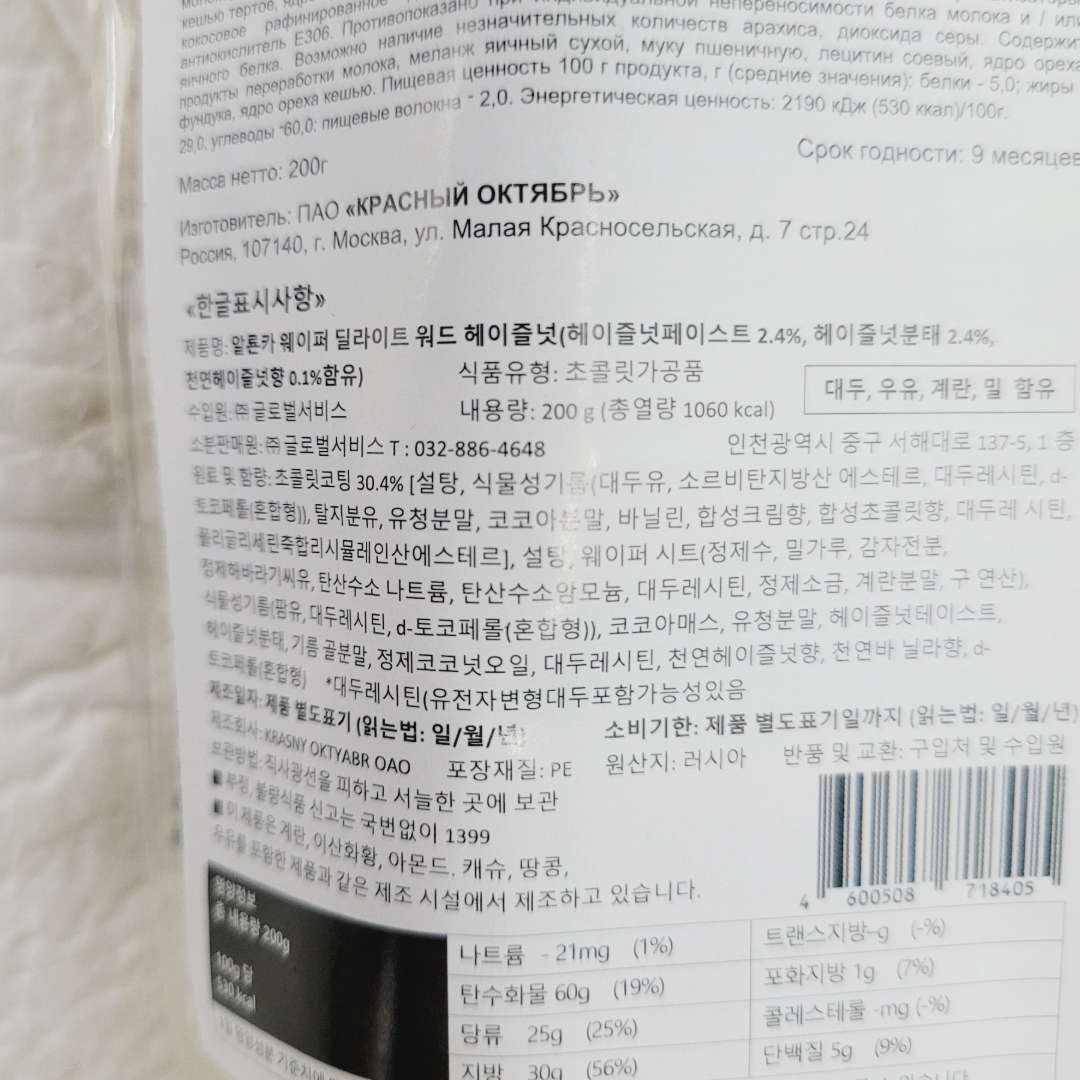 кешью тертое,
кокосовое рафинированное
антиокислитель Е306. Противопоказано при индивидуальной непереносимости белка молока и / или
яичного белка. Возможно наличие незначительных количеств арахиса, диоксида серы. Содержит
продукты переработки молока, меланж яичный сухой, муку пшеничную, лецитин соевый, ядро ореха
фундука, ядро ореха кешью. Пищевая ценность 100 г продукта, г (средние значения): белки - 5,0; жиры
29,0; углеводы -60,0; пищевые волокна - 2,0. Энергетическая ценность: 2190 кДж (530 ккал)/100г.
Масса нетто: 200г Срок годности: 9 месяцев
Изготовитель: ПАО «КРАСНЫЙ ОКТЯБРЬ»
Россия, 107140, г. Москва, ул. Малая Красносельская, д. 7 стр.24
«한글표시사항»
제품명: 알룐카 웨이퍼 딜라이트 워드 헤이즐넛(헤이즐넛페이스트 2.4%, 헤이즐넛분태 2.4%,
천연헤이즐넛향 0.1%함유) 식품유형: 초콜릿가공품
대두, 우유, 계란, 밀 함유
수입원:㈜글로벌서비스 내용량: 200 g (총열량 1060 kcal)
소분판매원:㈜글로벌서비스 T : 032-886-4648 인천광역시 중구 서해대로 137-5, 1 층
원료 및 함량: 초콜릿코팅 30.4% [설탕, 식물성기름(대두유, 소르비탄지방산 에스테르, 대두레시틴, d-
토코페롤(혼합형)), 탈지분유, 유청분말, 코코아분말, 바닐린, 합성크림향, 합성초콜릿향, 대두레 시틴,
폴리글리세린축합리시뮬레인산에스테르], 설탕, 웨이퍼 시트(정제수, 밀가루, 감자전분,
정제해바라기씨유, 탄산수소 나트륨, 탄산수소암모늄, 대두레시틴, 정제소금, 계란분말, 구 연산),
식물성기름(팜유, 대두레시틴, d-토코페롤(혼합형)), 코코아매스, 유청분말, 헤이즐넛테이스트,
헤이즐넛분태, 기름 골분말, 정제코코넛오일, 대두레시틴, 천연헤이즐넛향, 천연바 닐라향, d-
토코페롤(혼합형) *대두레시틴(유전자변형대두포함가능성있음
제조일자: 제품 별도표기 (읽는법: 일/월/년) 소비기한: 제품 별도표기일까지 (읽는법: 일/월/년)
제조회사: KRASNY OKTYABR OAO 포장재질: PE 원산지: 러시아 반품 및 교환: 구입처 및 수입원
보관방법: 직사광선을 피하고 서늘한 곳에 보관
■ 부정, 불량식품 신고는 국번없이 1399
■ 이 제품은 계란, 이산화황, 아몬드. 캐슈, 땅콩,
우유를 포함한 제품과 같은 제조 시설에서 제조하고 있습니다.
4 600508 718405
영양정보
총 내용량 200g
100g 당
530 kcal
나트륨 - 21mg (1%) 트랜스지방-g (-%)
탄수화물 60g (19%) 포화지방 1g (7%)
당류 25g (25%) 콜레스테롤 -mg (-%)
지방 30g (56%) 단백질 5g (9%)